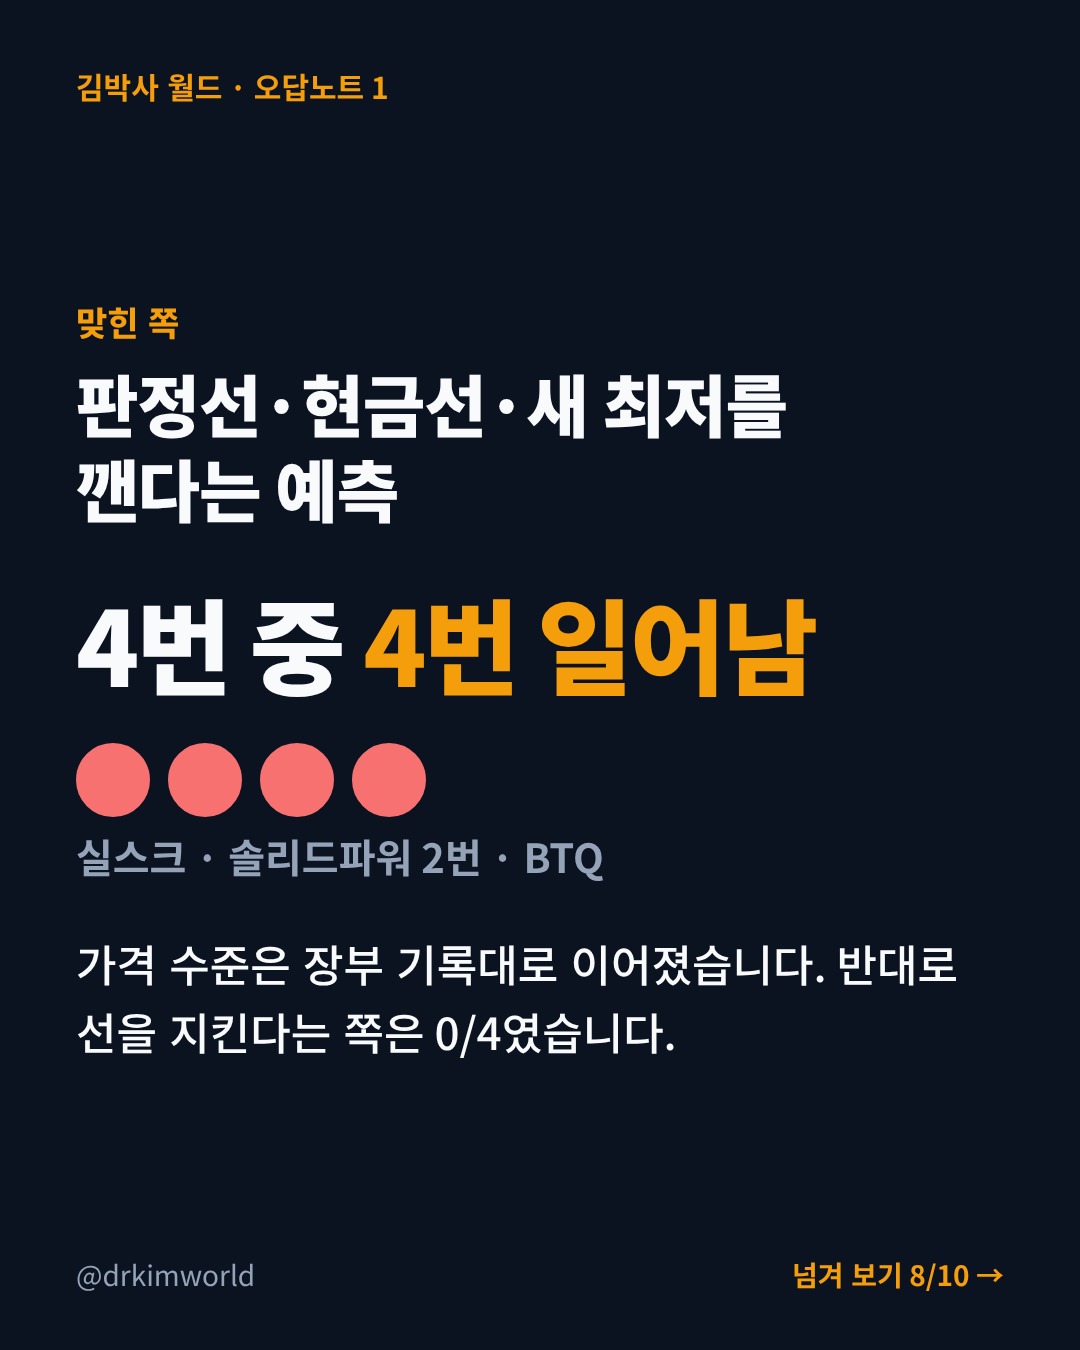 김박사 월드 · 오답노트 1
맞힌 쪽
판정선·현금선·새 최저를
깬다는 예측
4번 중 4번 일어남
실스크 · 솔리드파워 2번 · BTQ
가격 수준은 장부 기록대로 이어졌습니다. 반대로
선을 지킨다는 쪽은 0/4였습니다.
@drkimworld
넘겨 보기 8/10 →